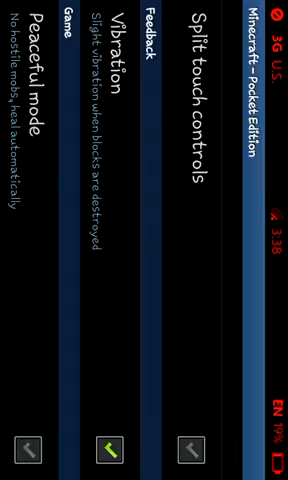 3G U.S. 3:38 EN 19%
Minecraft - Pocket Edition
Split touch controls
Feedback
Vibration
Slight vibration when blocks are destroyed
Game
Peaceful mode
No hostile mobs, heal automatically